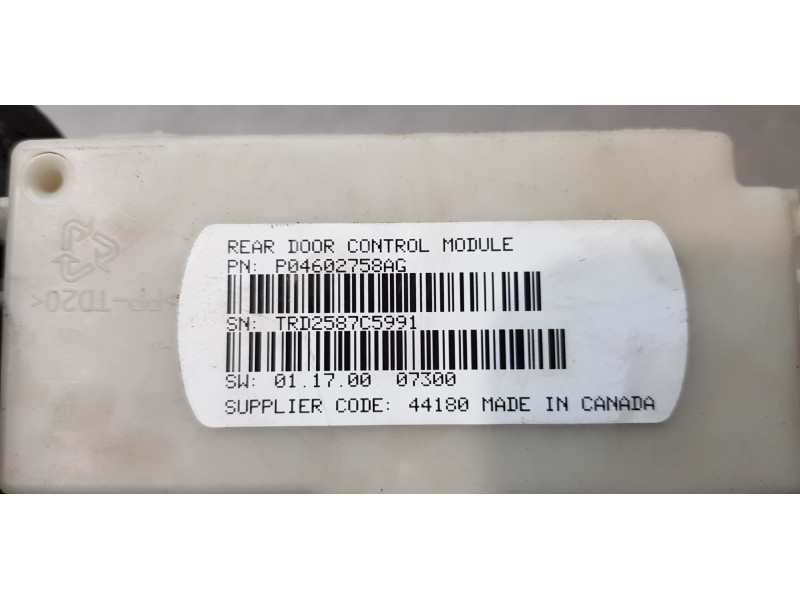 REAR DOOR CONTROL MODULE
PN: P04602758AG
SN: TRD2587C5991
SW: 01.17.00 07300
SUPPLIER CODE: 44180 MADE IN CANADA
>PP-TD20<